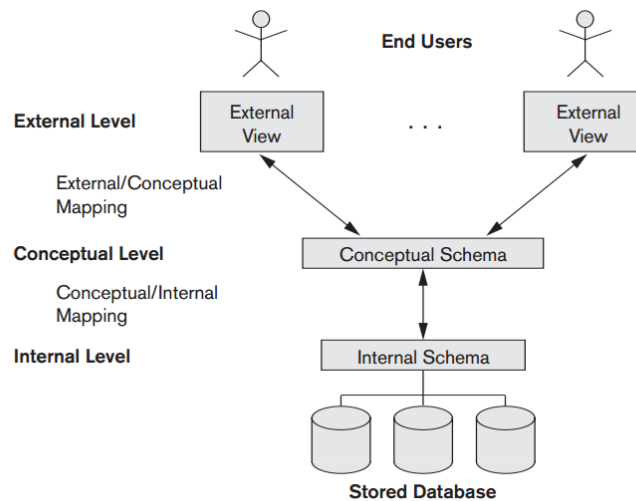 End Users
External Level
External
View
. . .
External
View
External/Conceptual
Mapping
Conceptual Level
Conceptual Schema
Conceptual/Internal
Mapping
Internal Level
Internal Schema
Stored Database